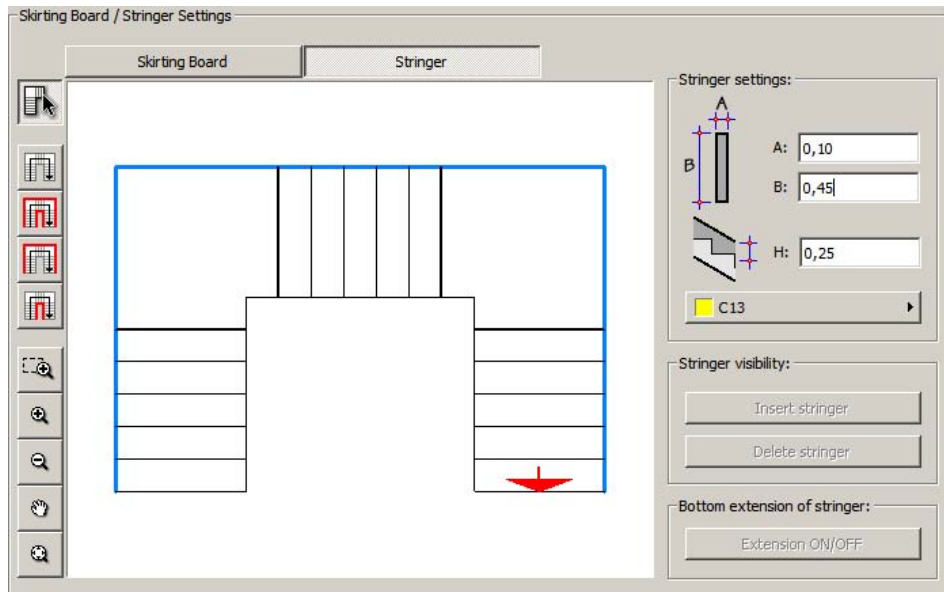 Skirting Board / Stringer Settings
Skirting Board
Stringer
Stringer settings:
A
B
A: 0,10
B: 0,45
H: 0,25
C13
Stringer visibility:
Insert stringer
Delete stringer
Bottom extension of stringer:
Extension ON/OFF